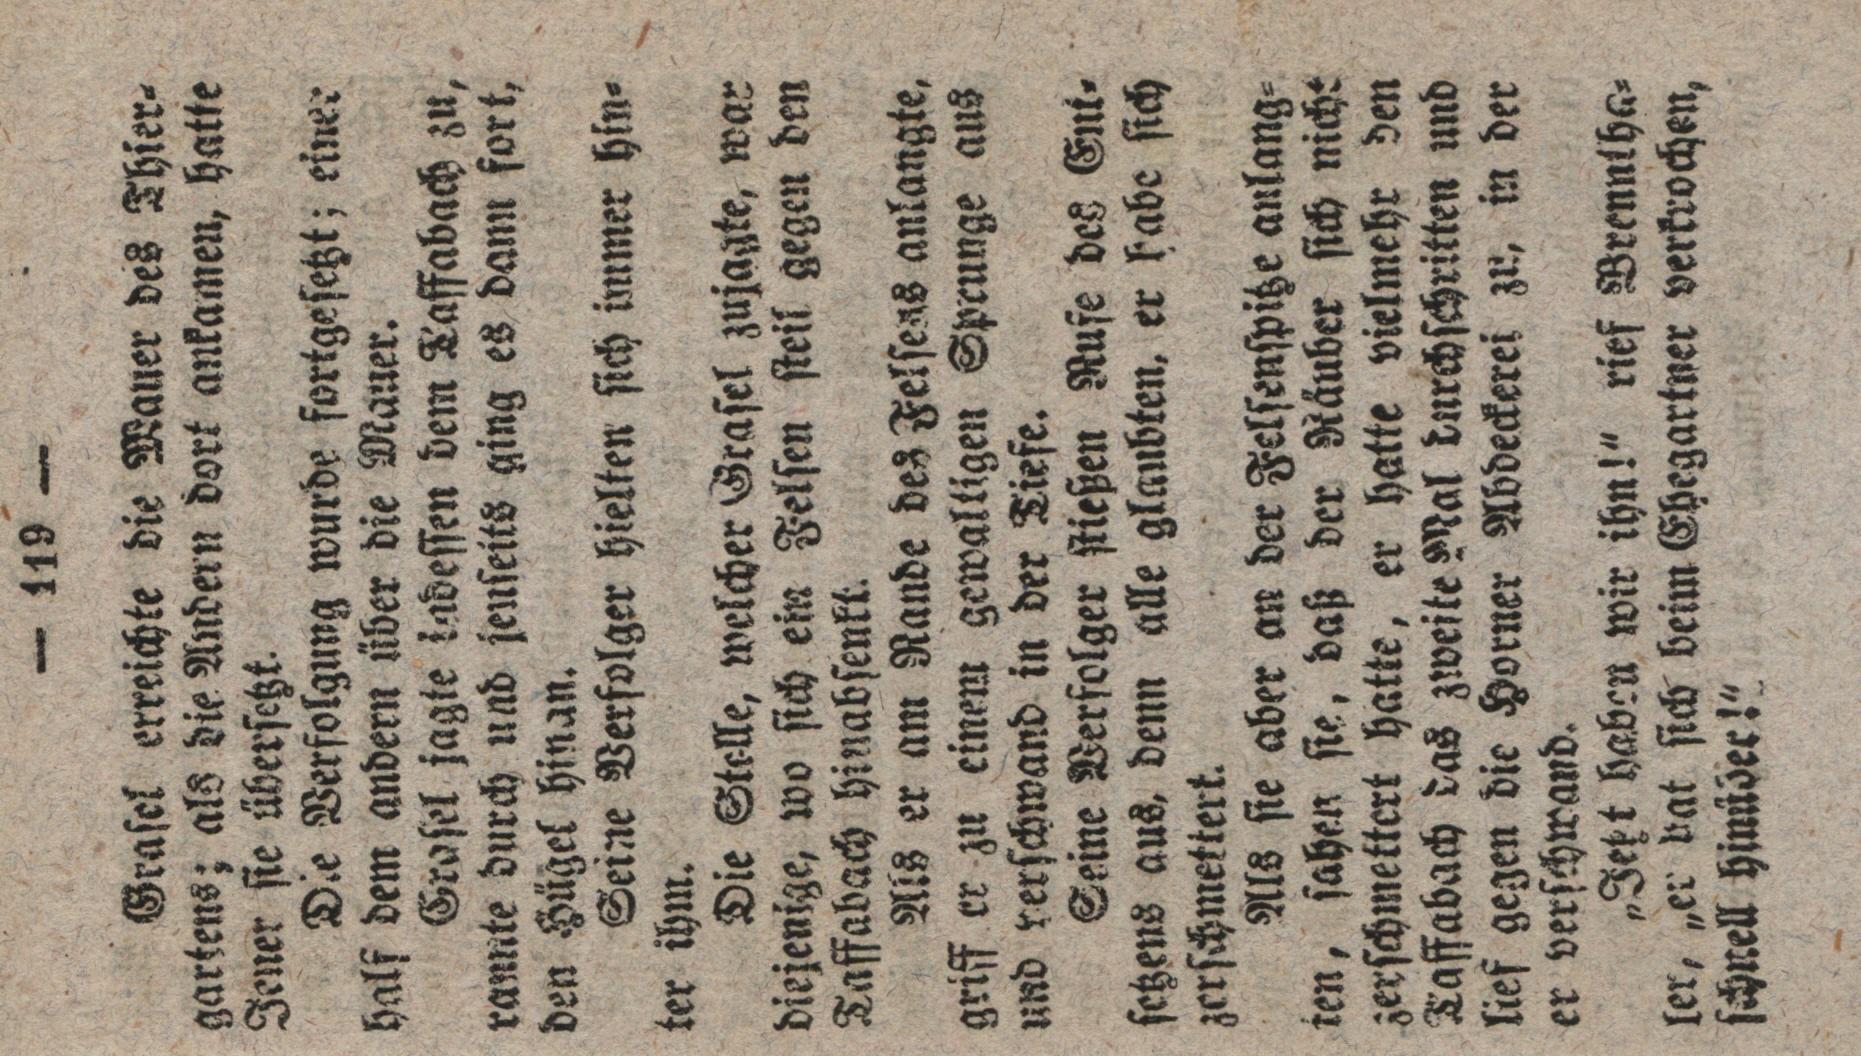 — 119 —
Grasel erreichte die Mauer des Thier-
gartens; als die Andern dort ankamen, hatte
Jener sie übersetzt.
Die Verfolgung wurde fortgesetzt; einer
half dem andern über die Mauer.
Grasel jagte indessen dem Taffabach zu,
rannte durch und jenseits ging es dann fort,
den Hügel hinan.
Seine Verfolger hielten sich immer hin-
ter ihm.
Die Stelle, welcher Grasel zujagte, war
diejenige, wo sich ein Felsen steil gegen den
Taffabach hinabsenkt.
Als er am Rande des Felsens anlangte,
griff er zu einem gewaltigen Sprunge aus
und verschwand in der Tiefe.
Seine Verfolger stießen Rufe des Ent-
setzens aus, denn alle glaubten, er habe sich
zerschmettert.
Als sie aber an der Felsenspitze anlang-
ten, sahen sie, daß der Räuber sich nicht
zerschmettert hatte, er hatte vielmehr den
Taffabach das zweite Mal durchschritten und
lief gegen die Horner Abdeckerei zu, in der
er verschwand.
„Jetzt haben wir ihn!“ rief Brenntha-
ler, „er hat sich beim Ehegartner verkrochen,
schnell hinüber!“